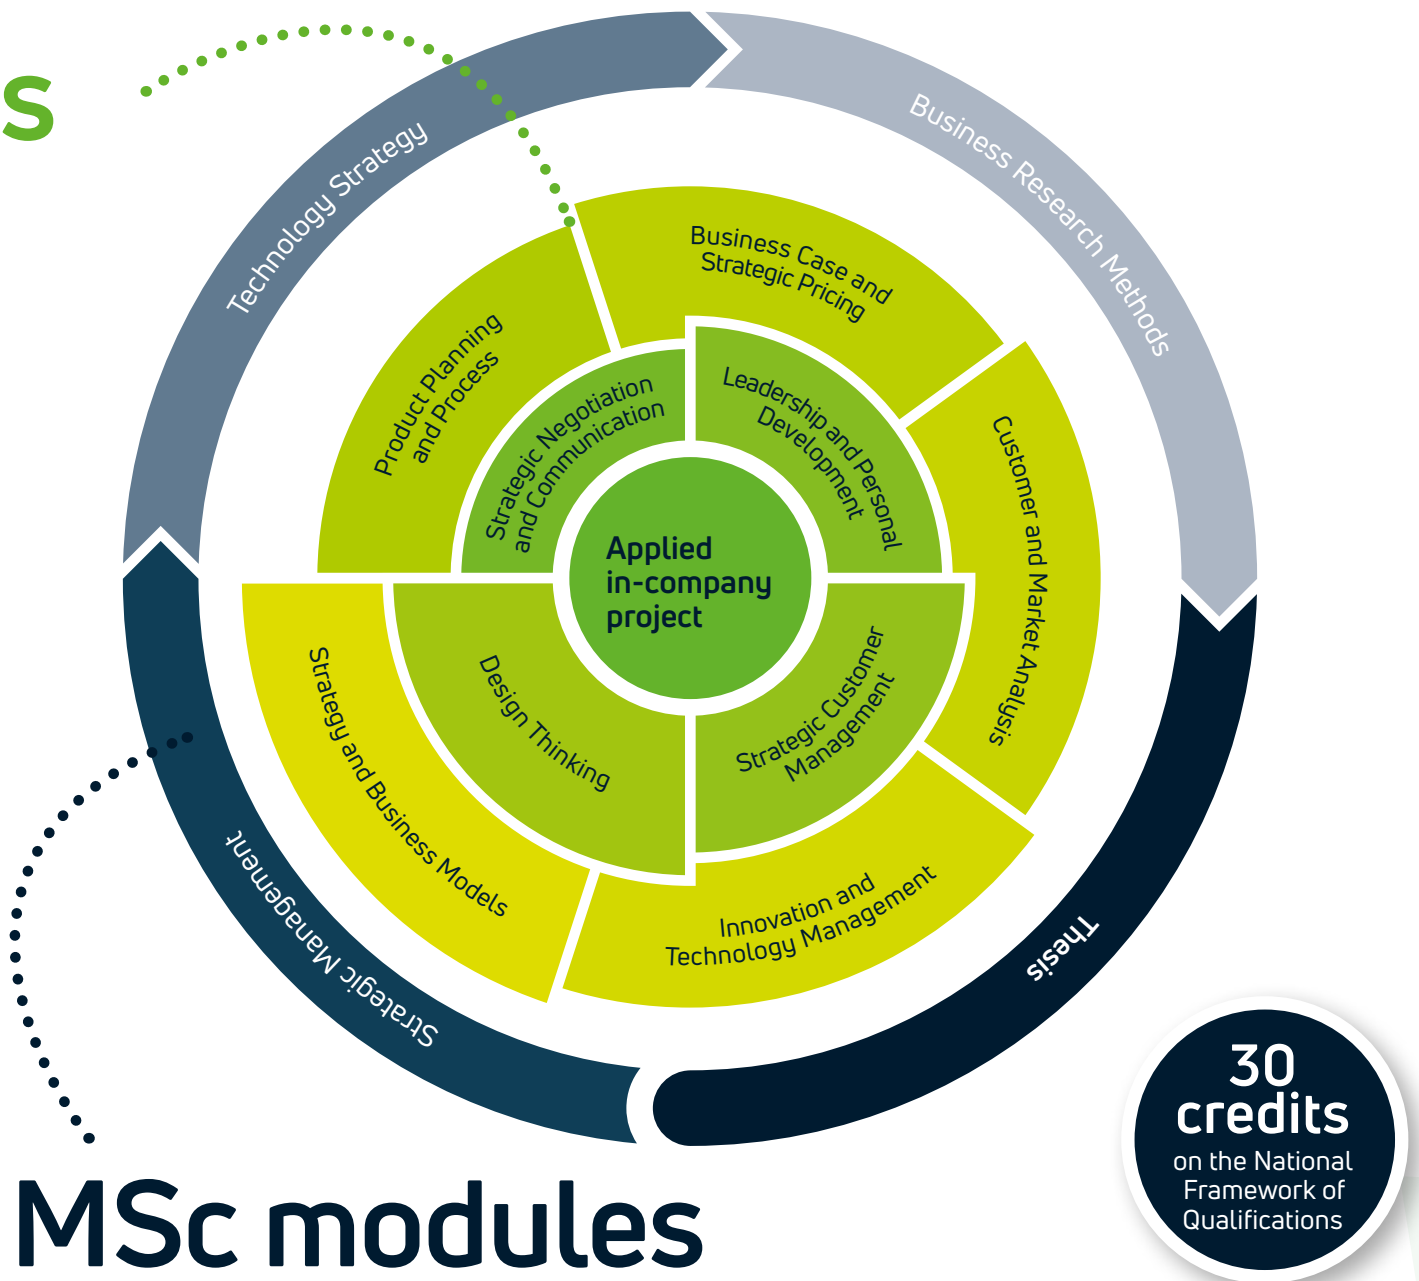 s
Technology Strategy
Business Research Methods
Business Case and
Strategic Pricing
Product Planning
and Process
Strategic Negotiation
and Communication
Leadership and Personal
Development
Customer and Market Analysis
Applied
in-company
project
Strategy and Business Models
Design Thinking
Strategic Customer
Management
Innovation and
Technology Management
Strategic Management
Thesis
30
credits
on the National
Framework of
Qualifications
MSc modules